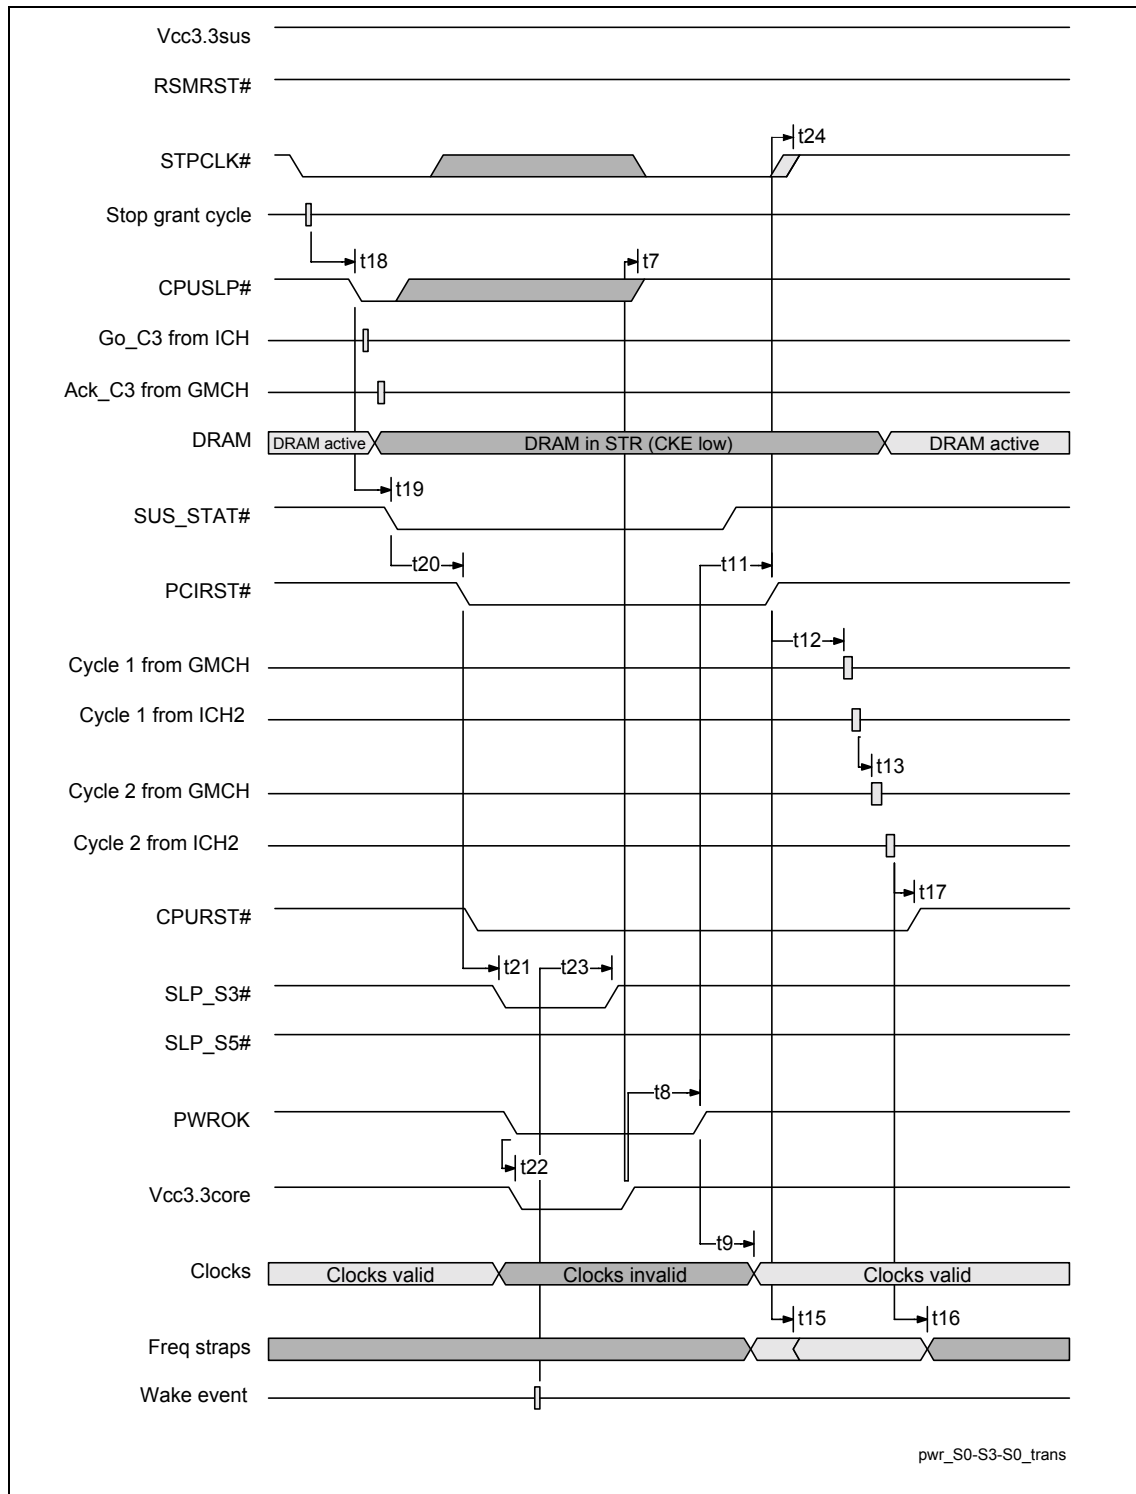 Vcc3.3sus
RSMRST#
t24
STPCLK#
Stop grant cycle
t18
t7
CPUSLP#
Go_C3 from ICH
Ack_C3 from GMCH
DRAM
DRAM active
DRAM in STR (CKE low)
DRAM active
t19
SUS_STAT#
t20
t11
PCIRST#
t12
Cycle 1 from GMCH
Cycle 1 from ICH2
t13
Cycle 2 from GMCH
Cycle 2 from ICH2
t17
CPURST#
t21
t23
SLP_S3#
SLP_S5#
t8
PWROK
t22
Vcc3.3core
t9
Clocks
Clocks valid
Clocks invalid
Clocks valid
t15
t16
Freq straps
Wake event
pwr_S0-S3-S0_trans